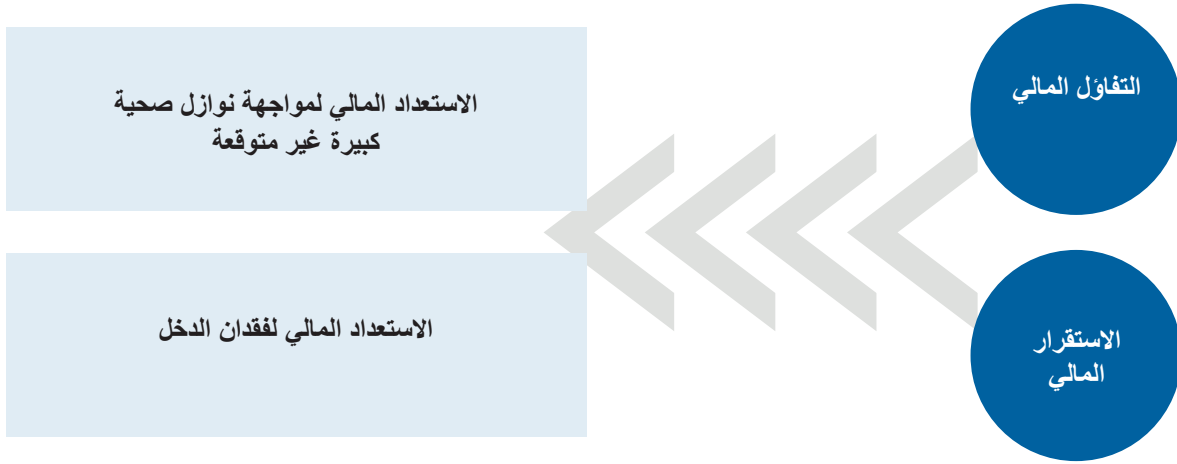 التفاؤل المالي
الاستعداد المالي لمواجهة نوازل صحية
كبيرة غير متوقعة
الاستقرار
المالي
الاستعداد المالي لفقدان الدخل